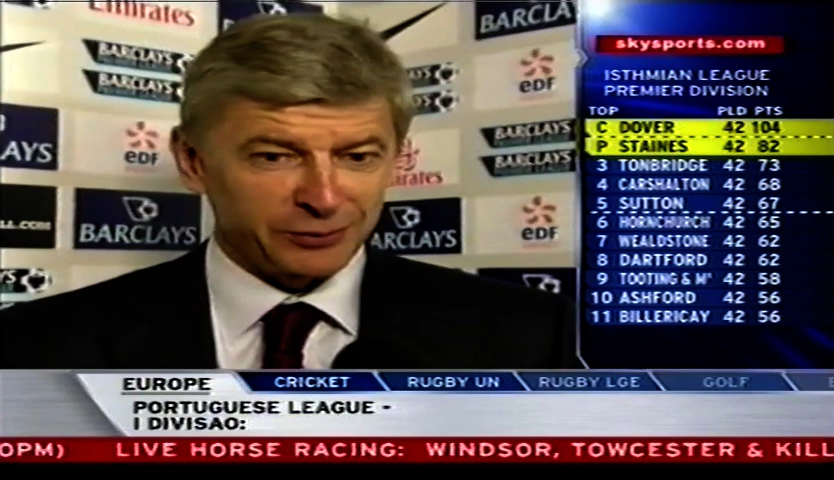 Emirates
BARCLAYS
BARCLAYS
BARCLAYS
eDF
AYS
eDF
BARCLAYS
BARCLAYS
BARCLAYS
BARCLAYS
eDF
skysports.com
ISTHMIAN LEAGUE
PREMIER DIVISION
TOP PLD PTS
C DOVER 42 104
P STAINES 42 82
3 TONBRIDGE 42 73
4 CARSHALTON 42 68
5 SUTTON 42 67
6 HORNCHURCH 42 65
7 WEALDSTONE 42 62
8 DARTFORD 42 62
9 TOOTING & M' 42 58
10 ASHFORD 42 56
11 BILLERICAY 42 56
EUROPE CRICKET RUGBY UN RUGBY LGE GOLF
PORTUGUESE LEAGUE -
I DIVISAO:
0PM) LIVE HORSE RACING: WINDSOR, TOWCESTER & KILL